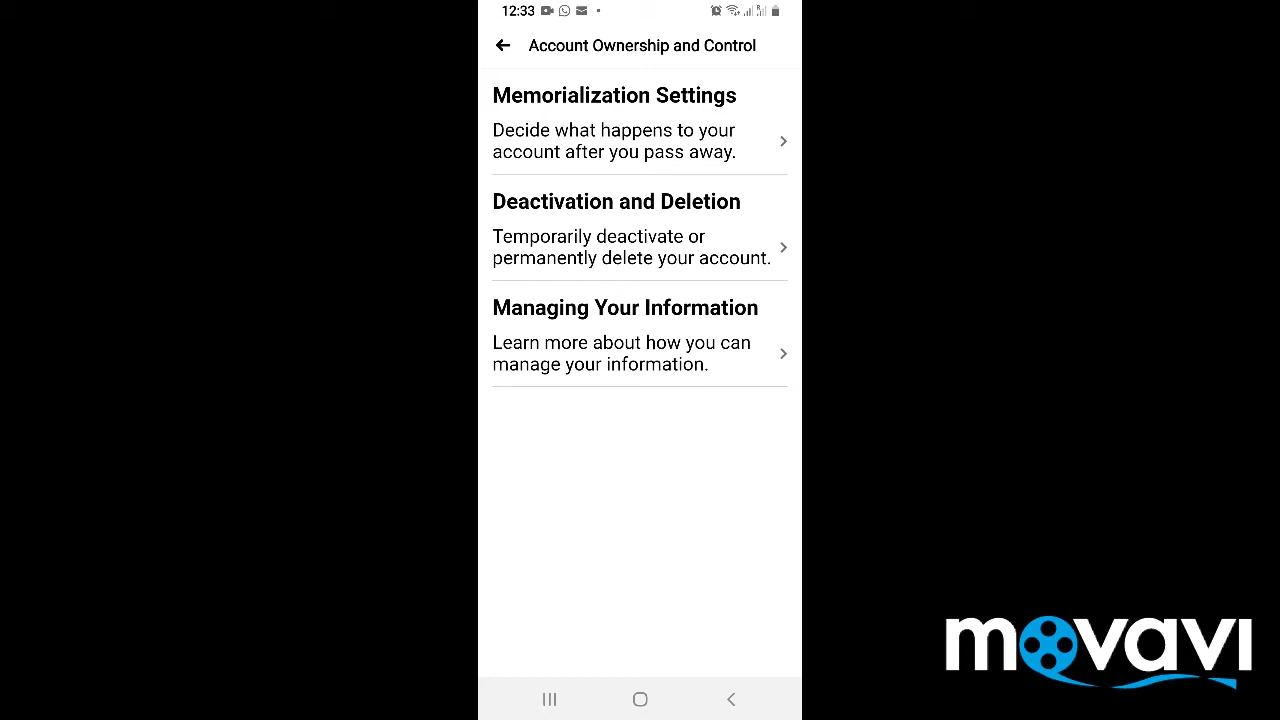 12:33
Account Ownership and Control
Memorialization Settings
Decide what happens to your
account after you pass away.
Deactivation and Deletion
Temporarily deactivate or
permanently delete your account.
Managing Your Information
Learn more about how you can
manage your information.
movavi